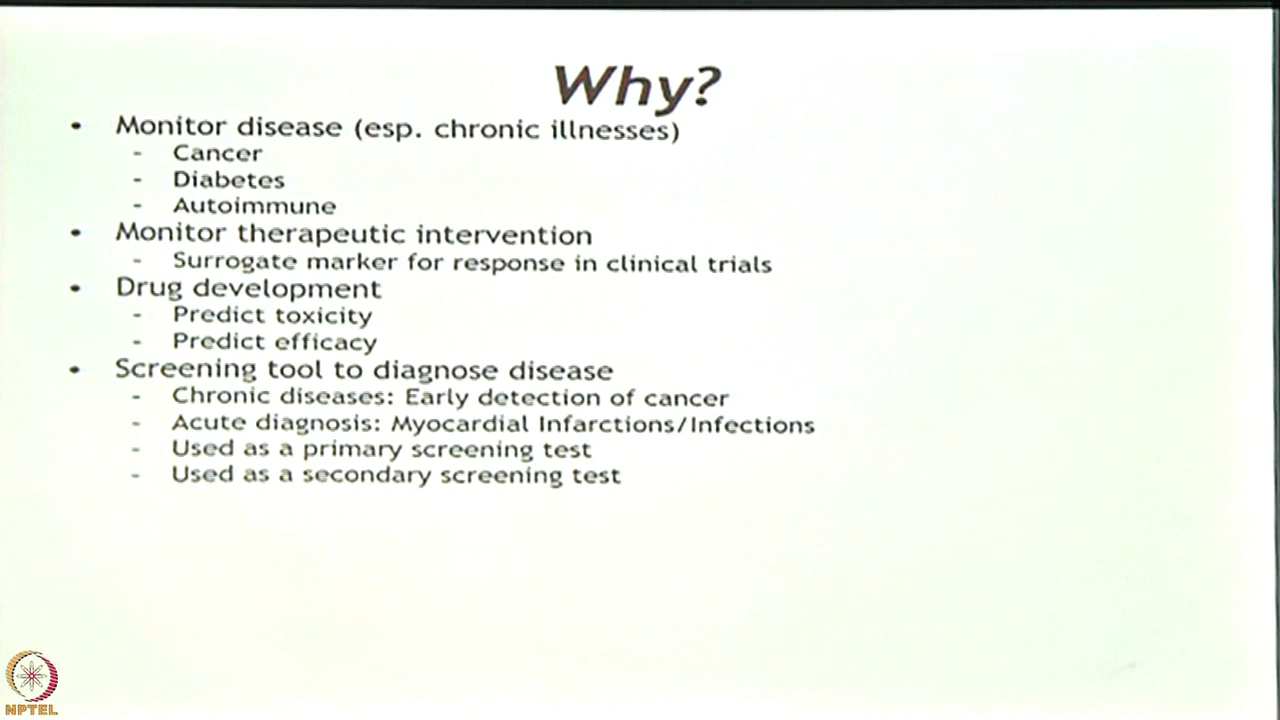 Why?
• Monitor disease (esp. chronic illnesses)
- Cancer
- Diabetes
- Autoimmune
• Monitor therapeutic intervention
- Surrogate marker for response in clinical trials
• Drug development
- Predict toxicity
- Predict efficacy
• Screening tool to diagnose disease
- Chronic diseases: Early detection of cancer
- Acute diagnosis: Myocardial Infarctions/Infections
- Used as a primary screening test
- Used as a secondary screening test
NPTEL